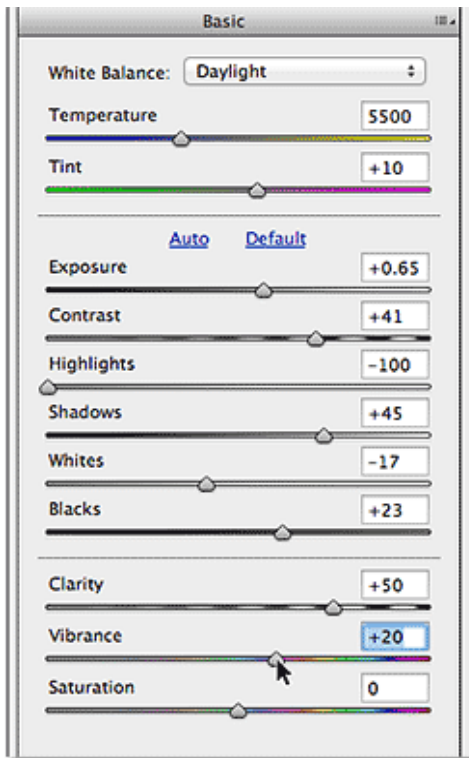 Basic
White Balance: Daylight
Temperature 5500
Tint +10
Auto Default
Exposure +0.65
Contrast +41
Highlights -100
Shadows +45
Whites -17
Blacks +23
Clarity +50
Vibrance +20
Saturation 0